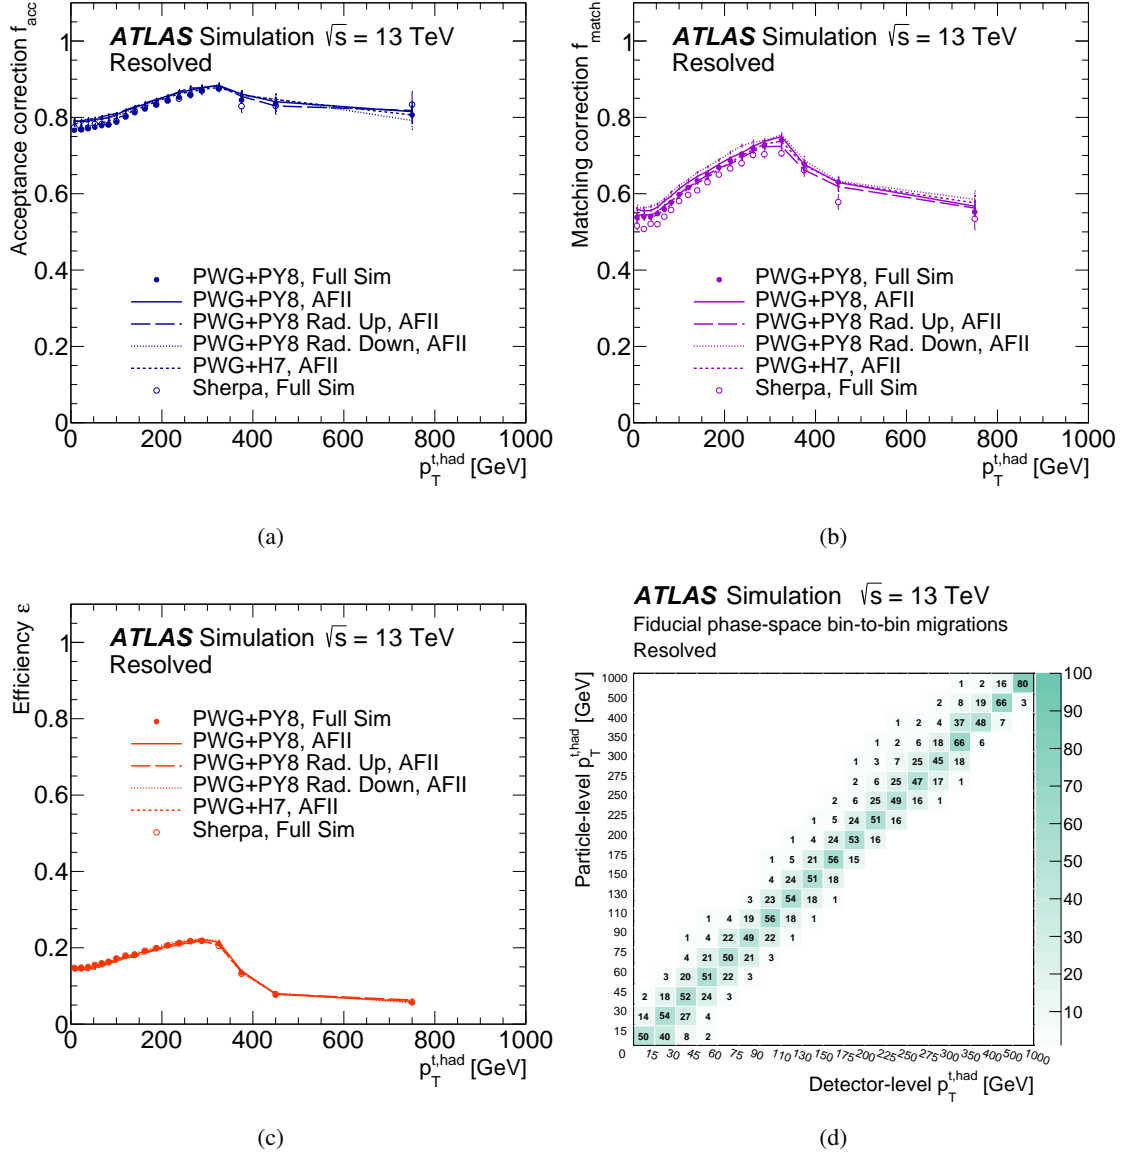 Acceptance correction f_acc
1
0.8
0.6
0.4
0.2
0
ATLAS Simulation √s = 13 TeV
Resolved
PWG+PY8, Full Sim
PWG+PY8, AFII
PWG+PY8 Rad. Up, AFII
PWG+PY8 Rad. Down, AFII
PWG+H7, AFII
Sherpa, Full Sim
0 200 400 600 800 1000
p_T^{t,had} [GeV]
(a)
Matching correction f_match
1
0.8
0.6
0.4
0.2
0
ATLAS Simulation √s = 13 TeV
Resolved
PWG+PY8, Full Sim
PWG+PY8, AFII
PWG+PY8 Rad. Up, AFII
PWG+PY8 Rad. Down, AFII
PWG+H7, AFII
Sherpa, Full Sim
0 200 400 600 800 1000
p_T^{t,had} [GeV]
(b)
Efficiency ε
1
0.8
0.6
0.4
0.2
0
ATLAS Simulation √s = 13 TeV
Resolved
PWG+PY8, Full Sim
PWG+PY8, AFII
PWG+PY8 Rad. Up, AFII
PWG+PY8 Rad. Down, AFII
PWG+H7, AFII
Sherpa, Full Sim
0 200 400 600 800 1000
p_T^{t,had} [GeV]
(c)
ATLAS Simulation √s = 13 TeV
Fiducial phase-space bin-to-bin migrations
Resolved
Particle-level p_T^{t,had} [GeV]
1000
500
400
350
300
275
250
225
200
175
150
130
110
90
75
60
45
30
15
0
1 2 16 80
2 8 19 66 3
1 2 4 37 48 7
1 2 6 18 66 6
1 3 7 25 45 18
2 6 25 47 17 1
2 6 25 49 16 1
1 5 24 51 16
1 4 24 53 16
1 5 21 56 15
4 24 51 18
3 23 54 18 1
1 4 19 56 18 1
1 4 22 49 22 1
4 21 50 21 3
3 20 51 22 3
2 18 52 24 3
14 54 27 4
50 40 8 2
15 30 45 60 75 90 110 130 150 175 200 225 250 275 300 350 400 500 1000
Detector-level p_T^{t,had} [GeV]
100
90
80
70
60
50
40
30
20
10
(d)